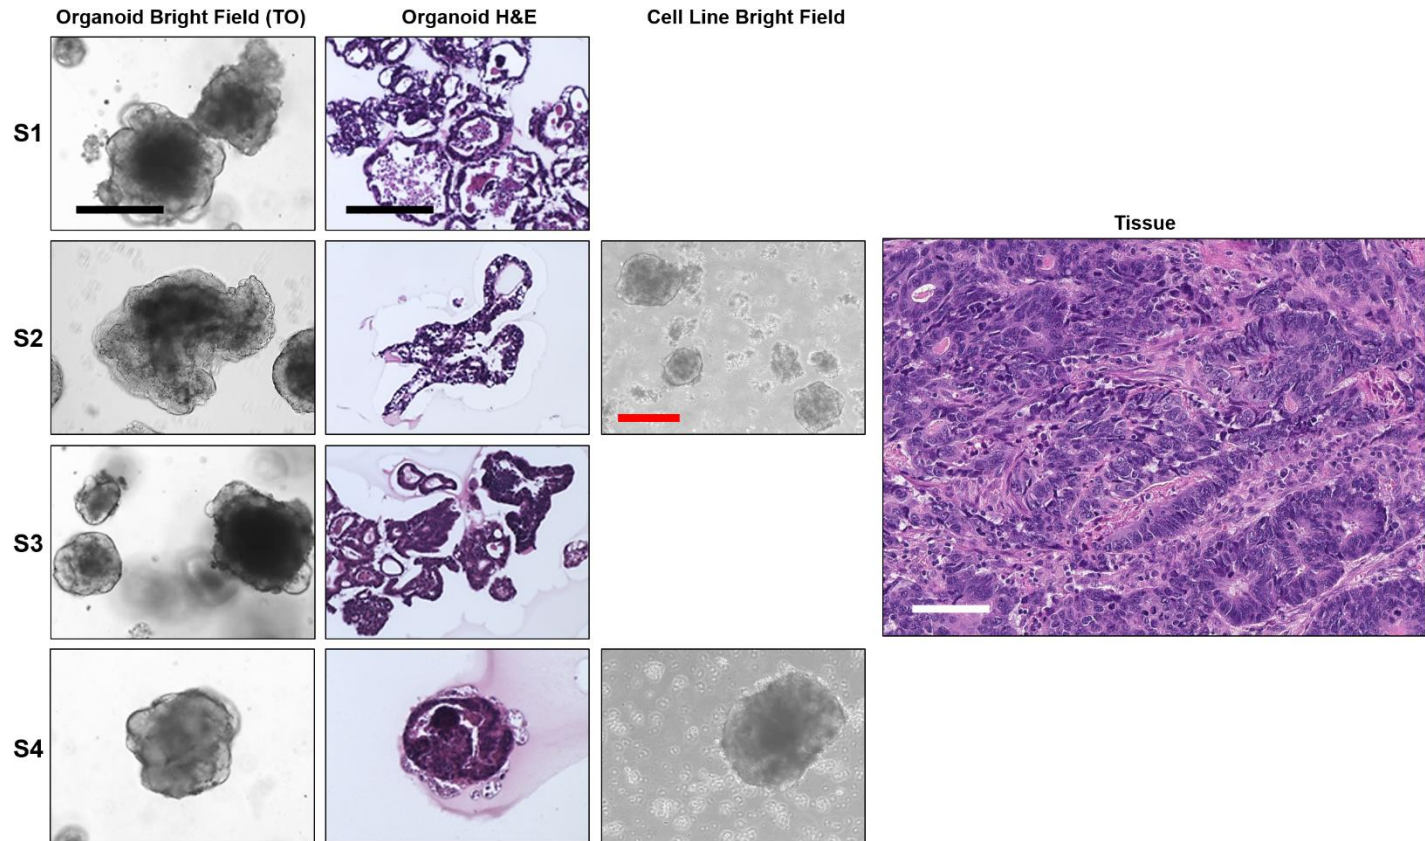 Organoid Bright Field (TO) Organoid H&E Cell Line Bright Field
S1
Tissue
S2
S3
S4